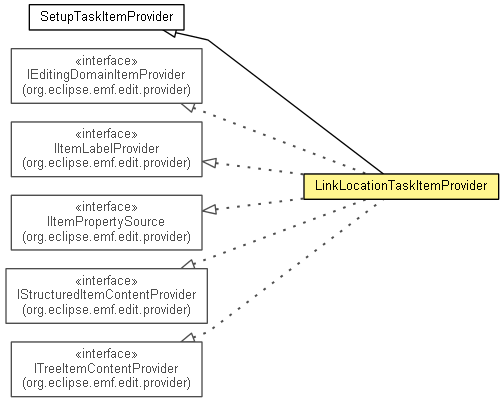 SetupTaskItemProvider
«interface»
IEditingDomainItemProvider
(org.eclipse.emf.edit.provider)
«interface»
IItemLabelProvider
(org.eclipse.emf.edit.provider)
LinkLocationTaskItemProvider
«interface»
IItemPropertySource
(org.eclipse.emf.edit.provider)
«interface»
IStructuredItemContentProvider
(org.eclipse.emf.edit.provider)
«interface»
ITreeItemContentProvider
(org.eclipse.emf.edit.provider)